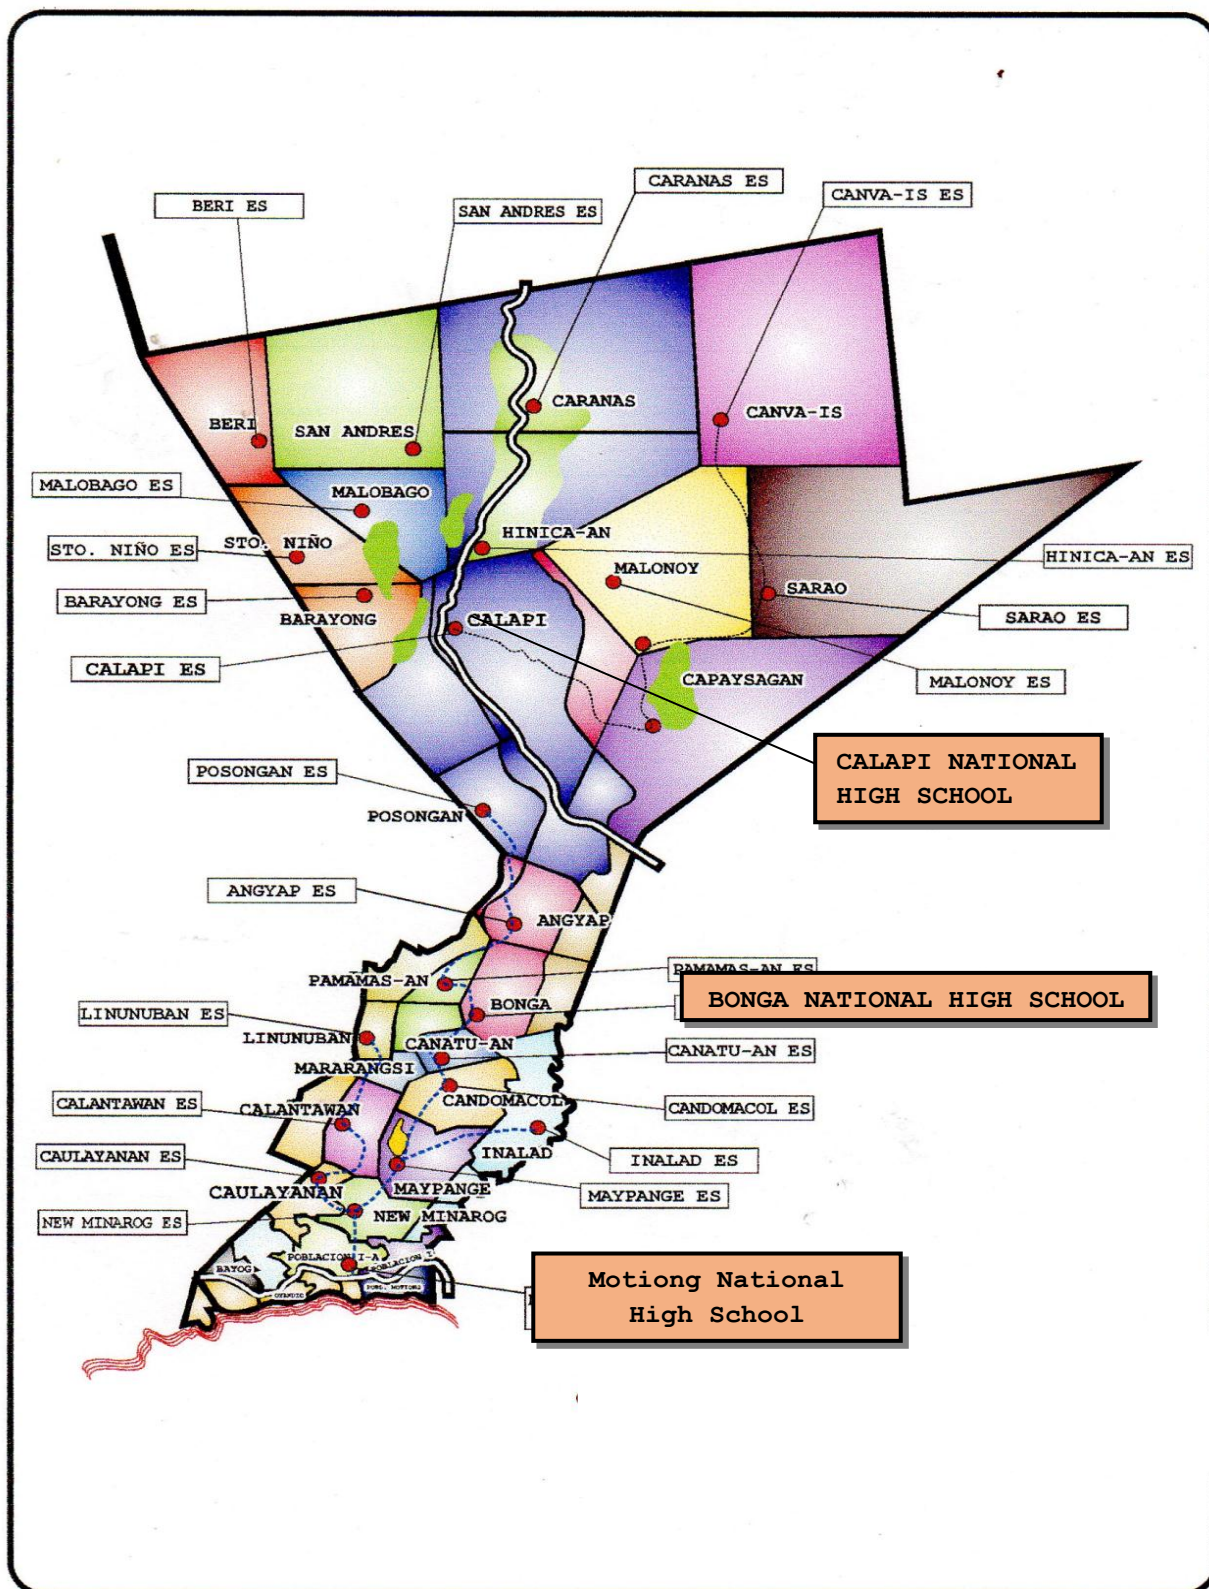 CARANAS ES
CANVA-IS ES
BERI ES
SAN ANDRES ES
CARANAS
CANVA-IS
BERI
SAN ANDRES
MALOBAGO ES
MALOBAGO
STO. NIÑO ES
STO. NIÑO
HINICA-AN
HINICA-AN ES
MALONOY
SARAO
BARAYONG ES
BARAYONG
CALAPI
SARAO ES
CALAPI ES
CAPAYSAGAN
MALONOY ES
CALAPI NATIONAL
HIGH SCHOOL
POSONGAN ES
POSONGAN
ANGYAP ES
ANGYAP
PAMAMAS-AN
PAMAMAS-AN ES
BONGA
BONGA NATIONAL HIGH SCHOOL
LINUNUBAN ES
LINUNUBAN
CANATU-AN
CANATU-AN ES
MARARANGSI
CALANTAWAN ES
CALANTAWAN
CANDOMACOL
CANDOMACOL ES
CAULAYANAN ES
INALAD
INALAD ES
CAULAYANAN
MAYPANGE
MAYPANGE ES
NEW MINAROG ES
NEW MINAROG
POBLACION I-A
POBLACION I
BAYOG
Motiong National
High School